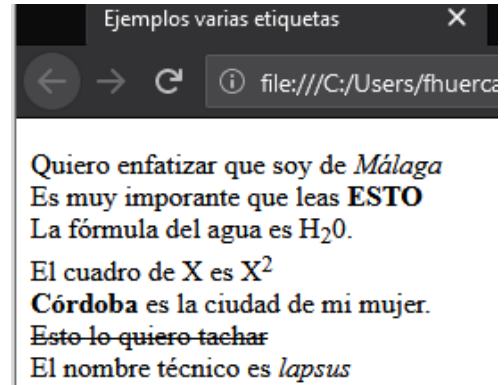 Ejemplos varias etiquetas
file:///C:/Users/fhuerca
Quiero enfatizar que soy de Málaga
Es muy imporante que leas ESTO
La fórmula del agua es H₂0.
El cuadro de X es X²
Córdoba es la ciudad de mi mujer.
Esto lo quiero tachar
El nombre técnico es lapsus